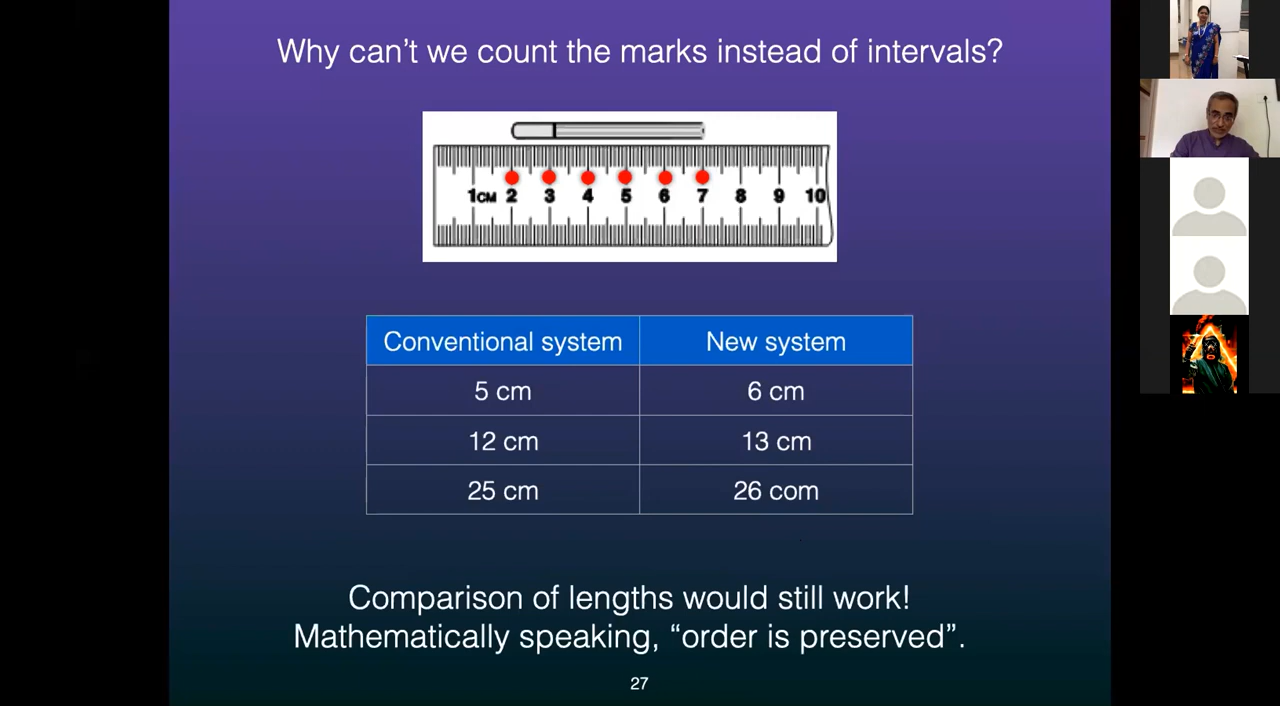 Why can't we count the marks instead of intervals?
1CM 2 3 4 5 6 7 8 9 10
Conventional system New system
5 cm 6 cm
12 cm 13 cm
25 cm 26 com
Comparison of lengths would still work!
Mathematically speaking, “order is preserved”.
27